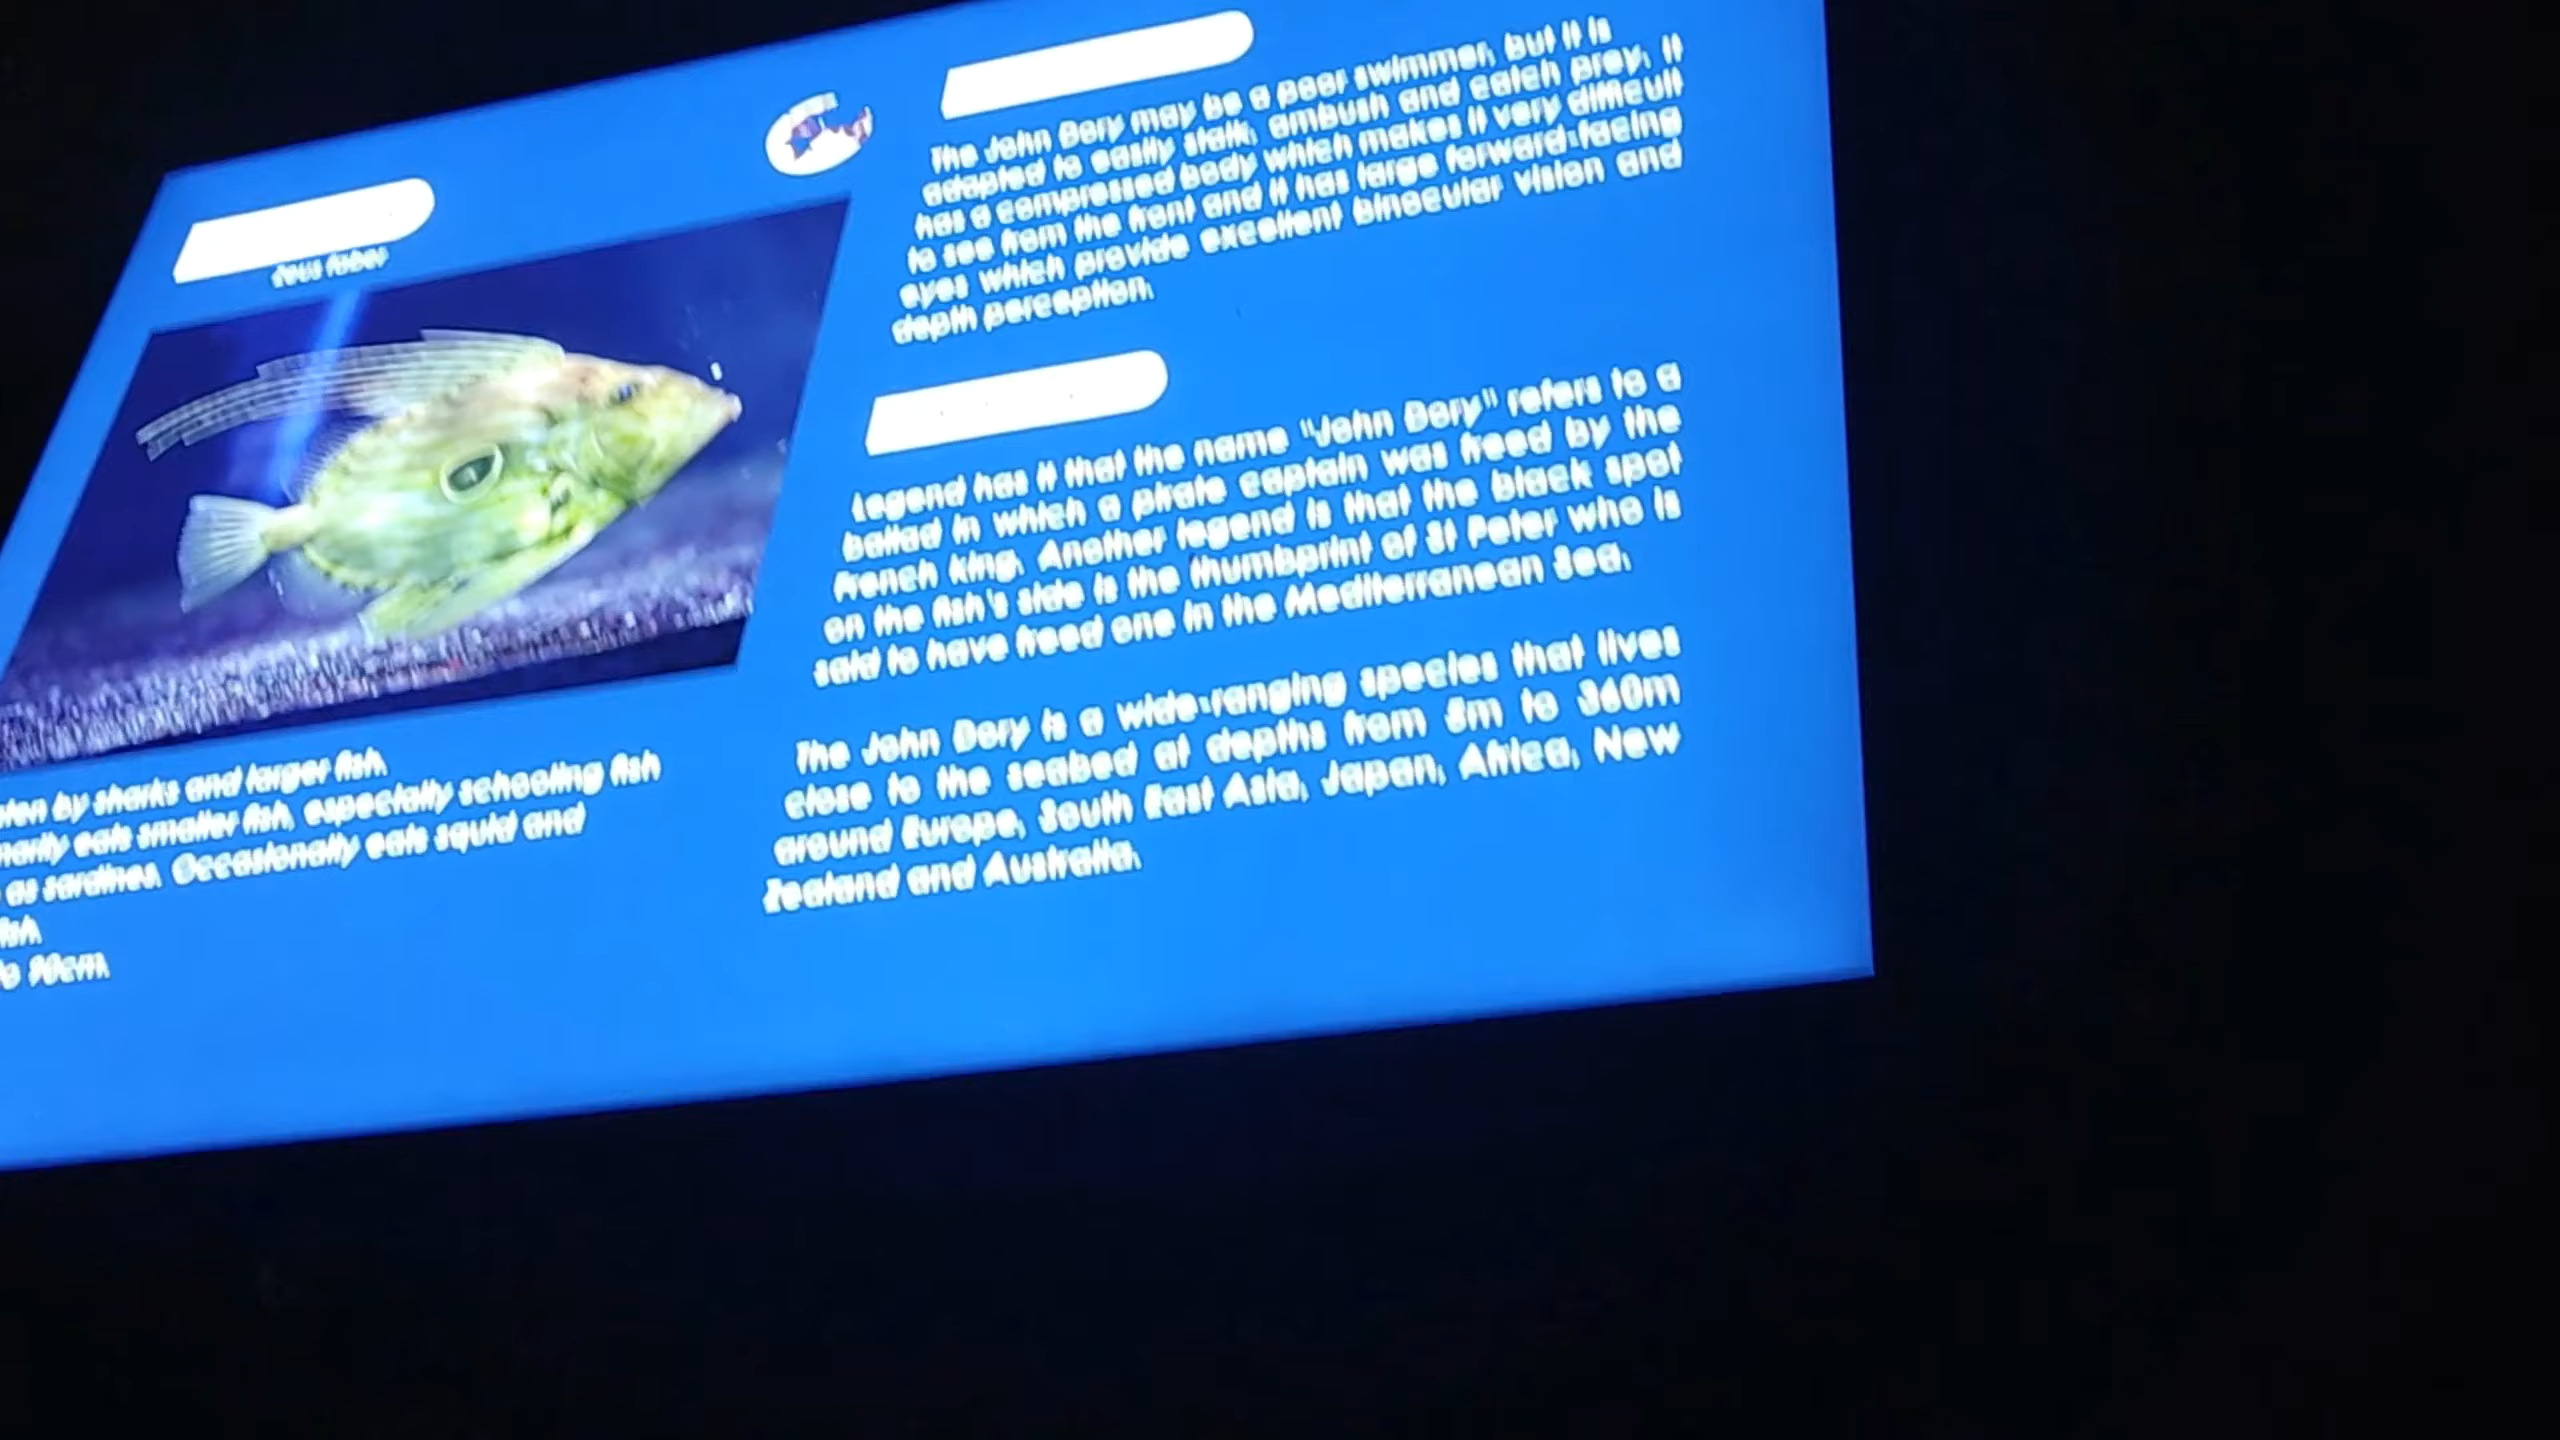 Zeus faber
by sharks and larger fish.
eats smaller fish, especially schooling fish
as sardines. Occasionally eats squid and
fish.
90cm.
The John Dory may be a poor swimmer, but it is
adapted to easily stalk, ambush and catch prey. It
has a compressed body which makes it very difficult
to see from the front and it has large forward-facing
eyes which provide excellent binocular vision and
depth perception.
Legend has it that the name "John Dory" refers to a
ballad in which a pirate captain was freed by the
French king. Another legend is that the black spot
on the fish's side is the thumbprint of St Peter who is
said to have freed one in the Mediterranean Sea.
The John Dory is a wide-ranging species that lives
close to the seabed at depths from to 360m
around Europe, South East Asia, Japan, Africa, New
Zealand and Australia.